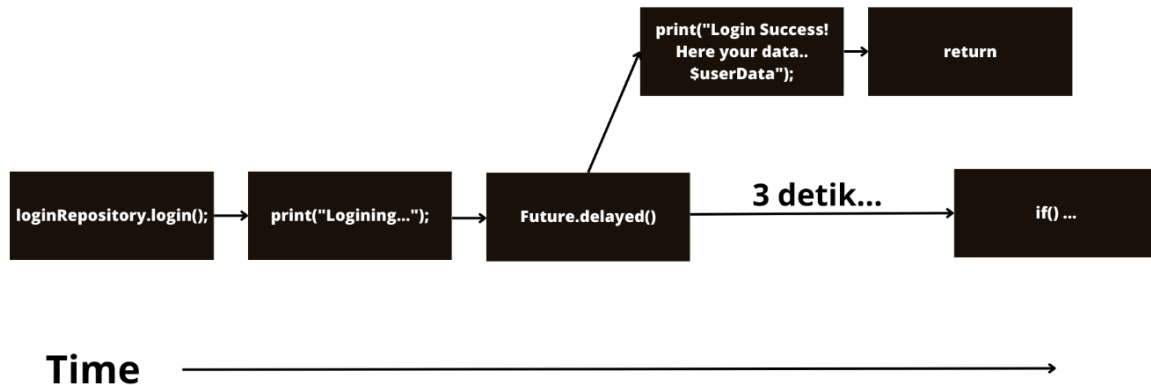 print("Login Success!
Here your data..
$userData");
return
loginRepository.login();
print("Logining...");
Future.delayed()
3 detik...
if() ...
Time